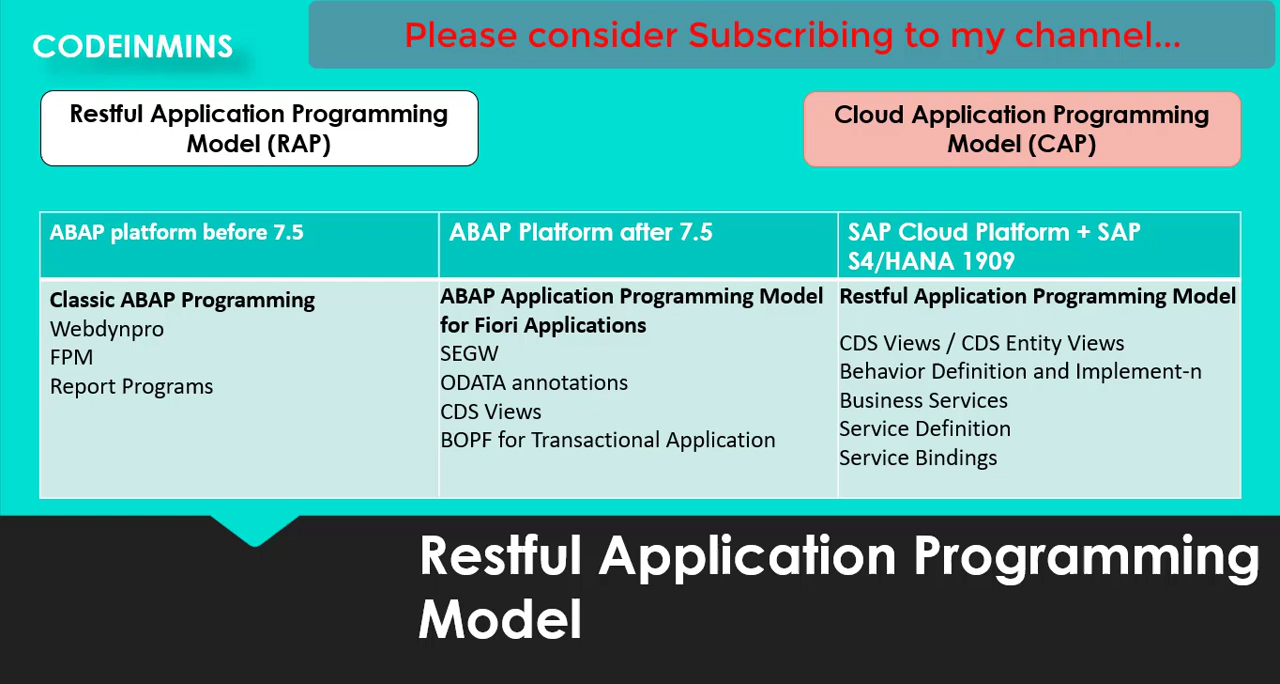 CODEINMINS
Please consider Subscribing to my channel...
Restful Application Programming
Model (RAP)
Cloud Application Programming
Model (CAP)
ABAP platform before 7.5
ABAP Platform after 7.5
SAP Cloud Platform + SAP
S4/HANA 1909
Classic ABAP Programming
Webdynpro
FPM
Report Programs
ABAP Application Programming Model
for Fiori Applications
SEGW
ODATA annotations
CDS Views
BOPF for Transactional Application
Restful Application Programming Model
CDS Views / CDS Entity Views
Behavior Definition and Implement-n
Business Services
Service Definition
Service Bindings
Restful Application Programming
Model